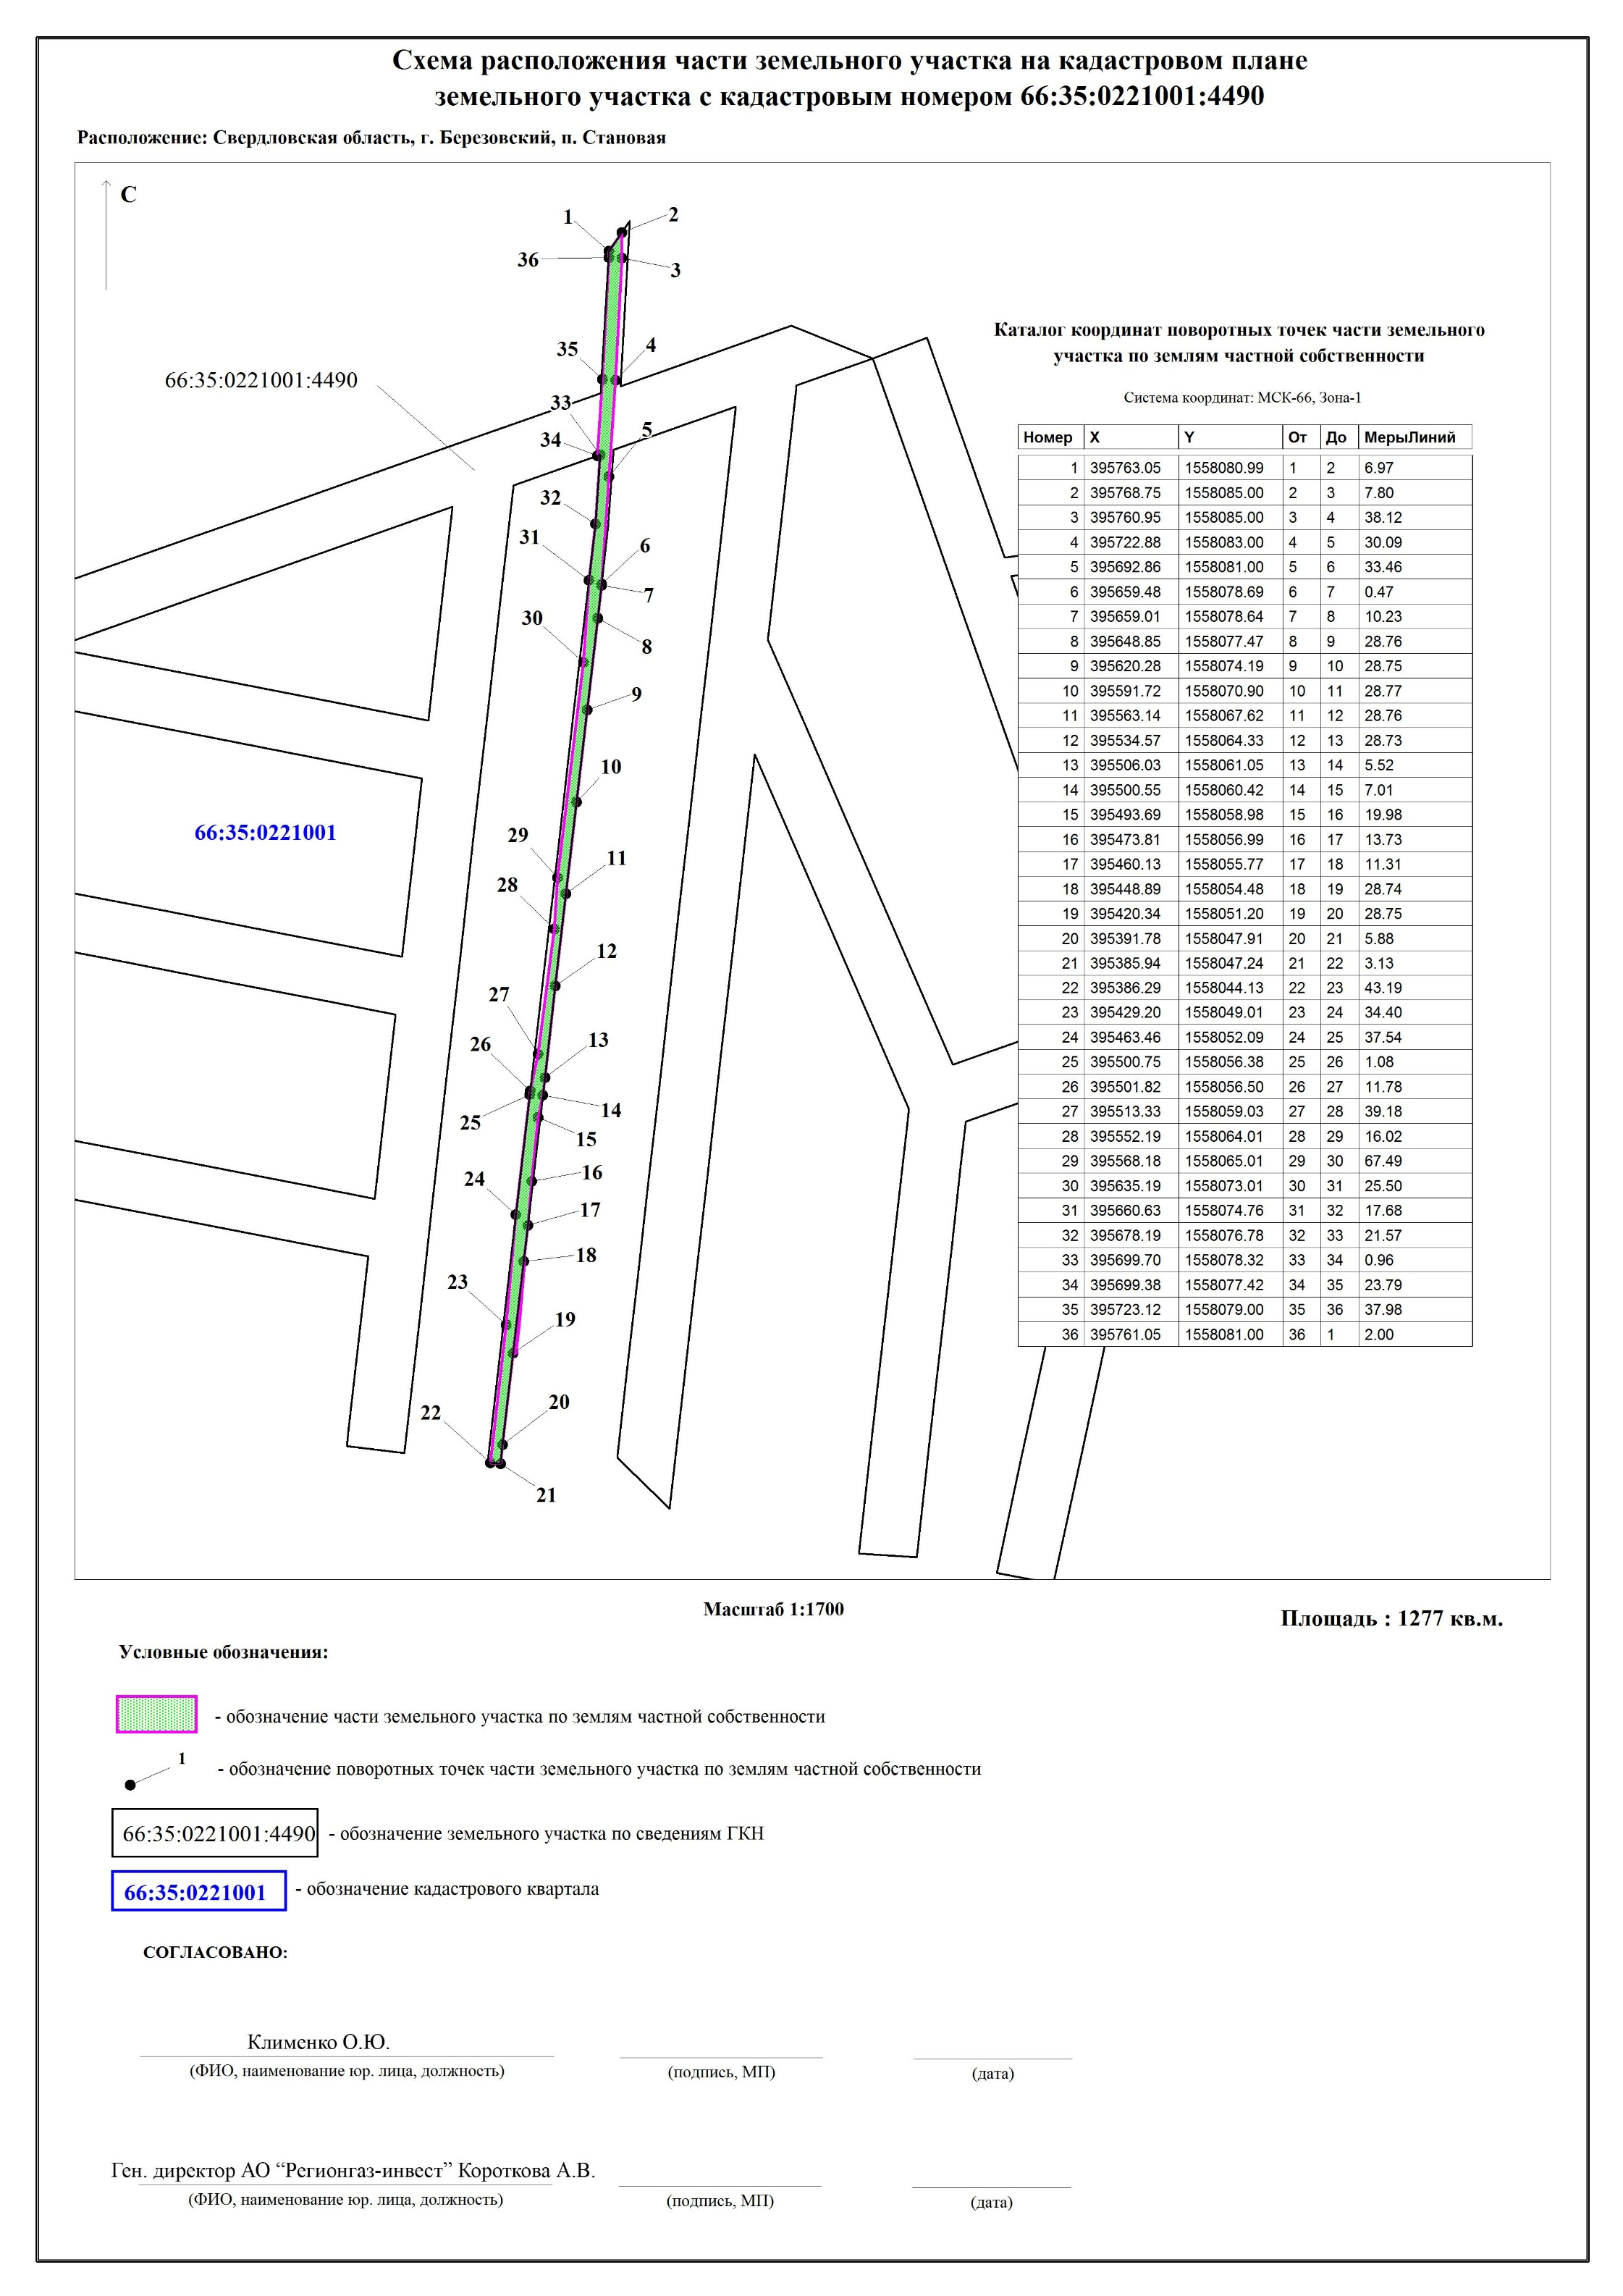 Схема расположения части земельного участка на кадастровом плане
земельного участка с кадастровым номером 66:35:0221001:4490
Расположение: Свердловская область, г. Березовский, п. Становая
С
1
2
36
3
35
4
66:35:0221001:4490
33
5
34
32
31
6
7
30
8
9
10
66:35:0221001
29
11
28
12
27
26
13
14
25
15
16
24
17
18
23
19
20
22
21
Каталог координат поворотных точек части земельного
участка по землям частной собственности
Система координат: МСК-66, Зона-1
Номер X Y От До МерыЛиний
1 395763.05 1558080.99 1 2 6.97
2 395768.75 1558085.00 2 3 7.80
3 395760.95 1558085.00 3 4 38.12
4 395722.88 1558083.00 4 5 30.09
5 395692.86 1558081.00 5 6 33.46
6 395659.48 1558078.69 6 7 0.47
7 395659.01 1558078.64 7 8 10.23
8 395648.85 1558077.47 8 9 28.76
9 395620.28 1558074.19 9 10 28.75
10 395591.72 1558070.90 10 11 28.77
11 395563.14 1558067.62 11 12 28.76
12 395534.57 1558064.33 12 13 28.73
13 395506.03 1558061.05 13 14 5.52
14 395500.55 1558060.42 14 15 7.01
15 395493.69 1558058.98 15 16 19.98
16 395473.81 1558056.99 16 17 13.73
17 395460.13 1558055.77 17 18 11.31
18 395448.89 1558054.48 18 19 28.74
19 395420.34 1558051.20 19 20 28.75
20 395391.78 1558047.91 20 21 5.88
21 395385.94 1558047.24 21 22 3.13
22 395386.29 1558044.13 22 23 43.19
23 395429.20 1558049.01 23 24 34.40
24 395463.46 1558052.09 24 25 37.54
25 395500.75 1558056.38 25 26 1.08
26 395501.82 1558056.50 26 27 11.78
27 395513.33 1558059.03 27 28 39.18
28 395552.19 1558064.01 28 29 16.02
29 395568.18 1558065.01 29 30 67.49
30 395635.19 1558073.01 30 31 25.50
31 395660.63 1558074.76 31 32 17.68
32 395678.19 1558076.78 32 33 21.57
33 395699.70 1558078.32 33 34 0.96
34 395699.38 1558077.42 34 35 23.79
35 395723.12 1558079.00 35 36 37.98
36 395761.05 1558081.00 36 1 2.00
Масштаб 1:1700
Площадь : 1277 кв.м.
Условные обозначения:
- обозначение части земельного участка по землям частной собственности
1
- обозначение поворотных точек части земельного участка по землям частной собственности
66:35:0221001:4490 - обозначение земельного участка по сведениям ГКН
66:35:0221001 - обозначение кадастрового квартала
СОГЛАСОВАНО:
Клименко О.Ю.
(ФИО, наименование юр. лица, должность) (подпись, МП) (дата)
Ген. директор АО “Регионгаз-инвест” Короткова А.В.
(ФИО, наименование юр. лица, должность) (подпись, МП) (дата)